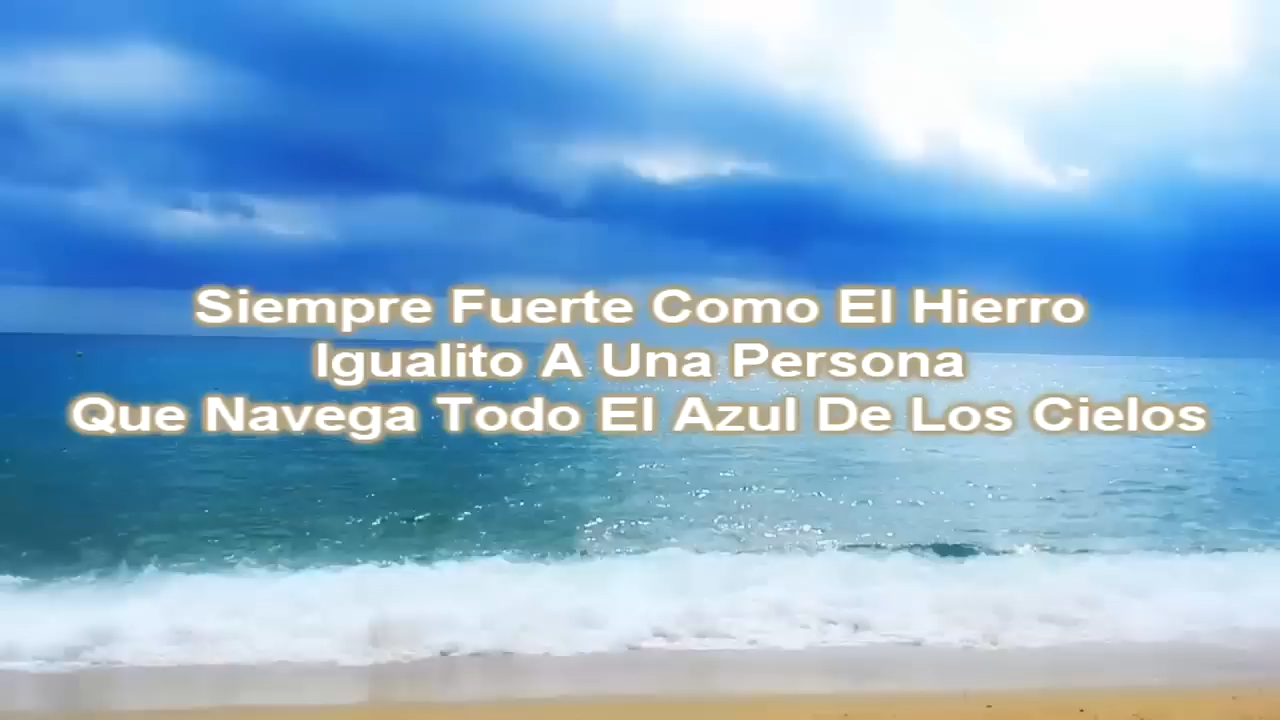 Siempre Fuerte Como El Hierro
Igualito A Una Persona
Que Navega Todo El Azul De Los Cielos